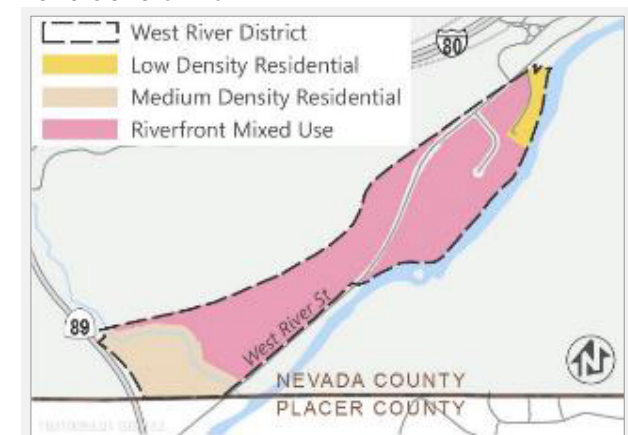 West River District
Low Density Residential
Medium Density Residential
Riverfront Mixed Use
80
89
West River St
N
NEVADA COUNTY
PLACER COUNTY